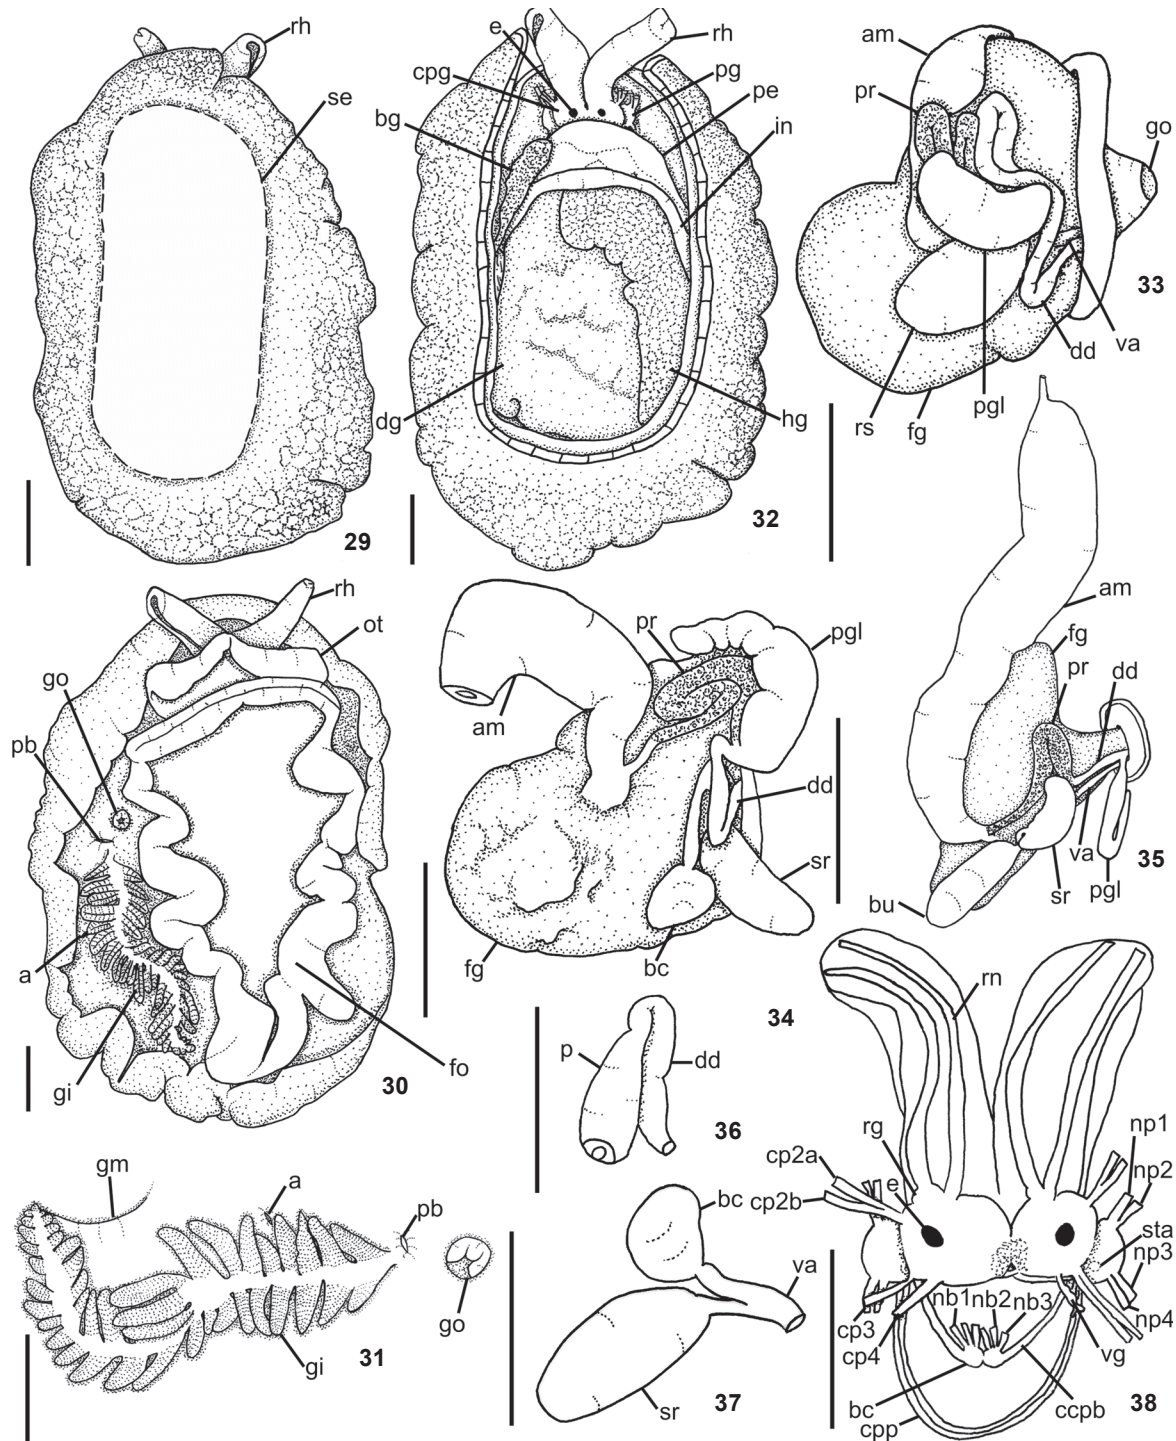 rh
se
29
e
rh
cpg
pg
bg
pe
in
dg
hg
32
am
pr
go
33
va
dd
pgl
rs
fg
rh
ot
go
pb
a
gi
fo
30
pr
pgl
am
dd
sr
fg
bc
34
am
fg
pr
dd
va
35
sr
pgl
bu
gm
a
pb
go
gi
31
p
dd
36
bc
va
sr
37
rn
rg
np1
cp2a
e
np2
cp2b
sta
np3
nb1 nb2 nb3
cp3
np4
cp4
vg
bc
ccpb
cpp
38